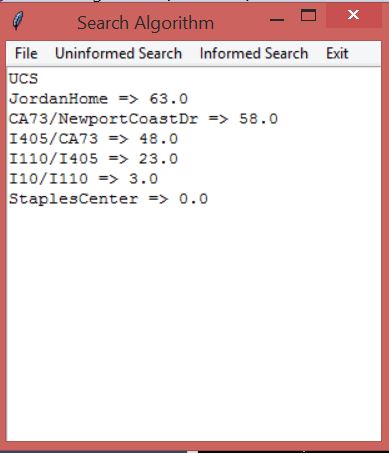 Search Algorithm
File Uninformed Search Informed Search Exit
UCS
JordanHome => 63.0
CA73/NewportCoastDr => 58.0
I405/CA73 => 48.0
I110/I405 => 23.0
I10/I110 => 3.0
StaplesCenter => 0.0